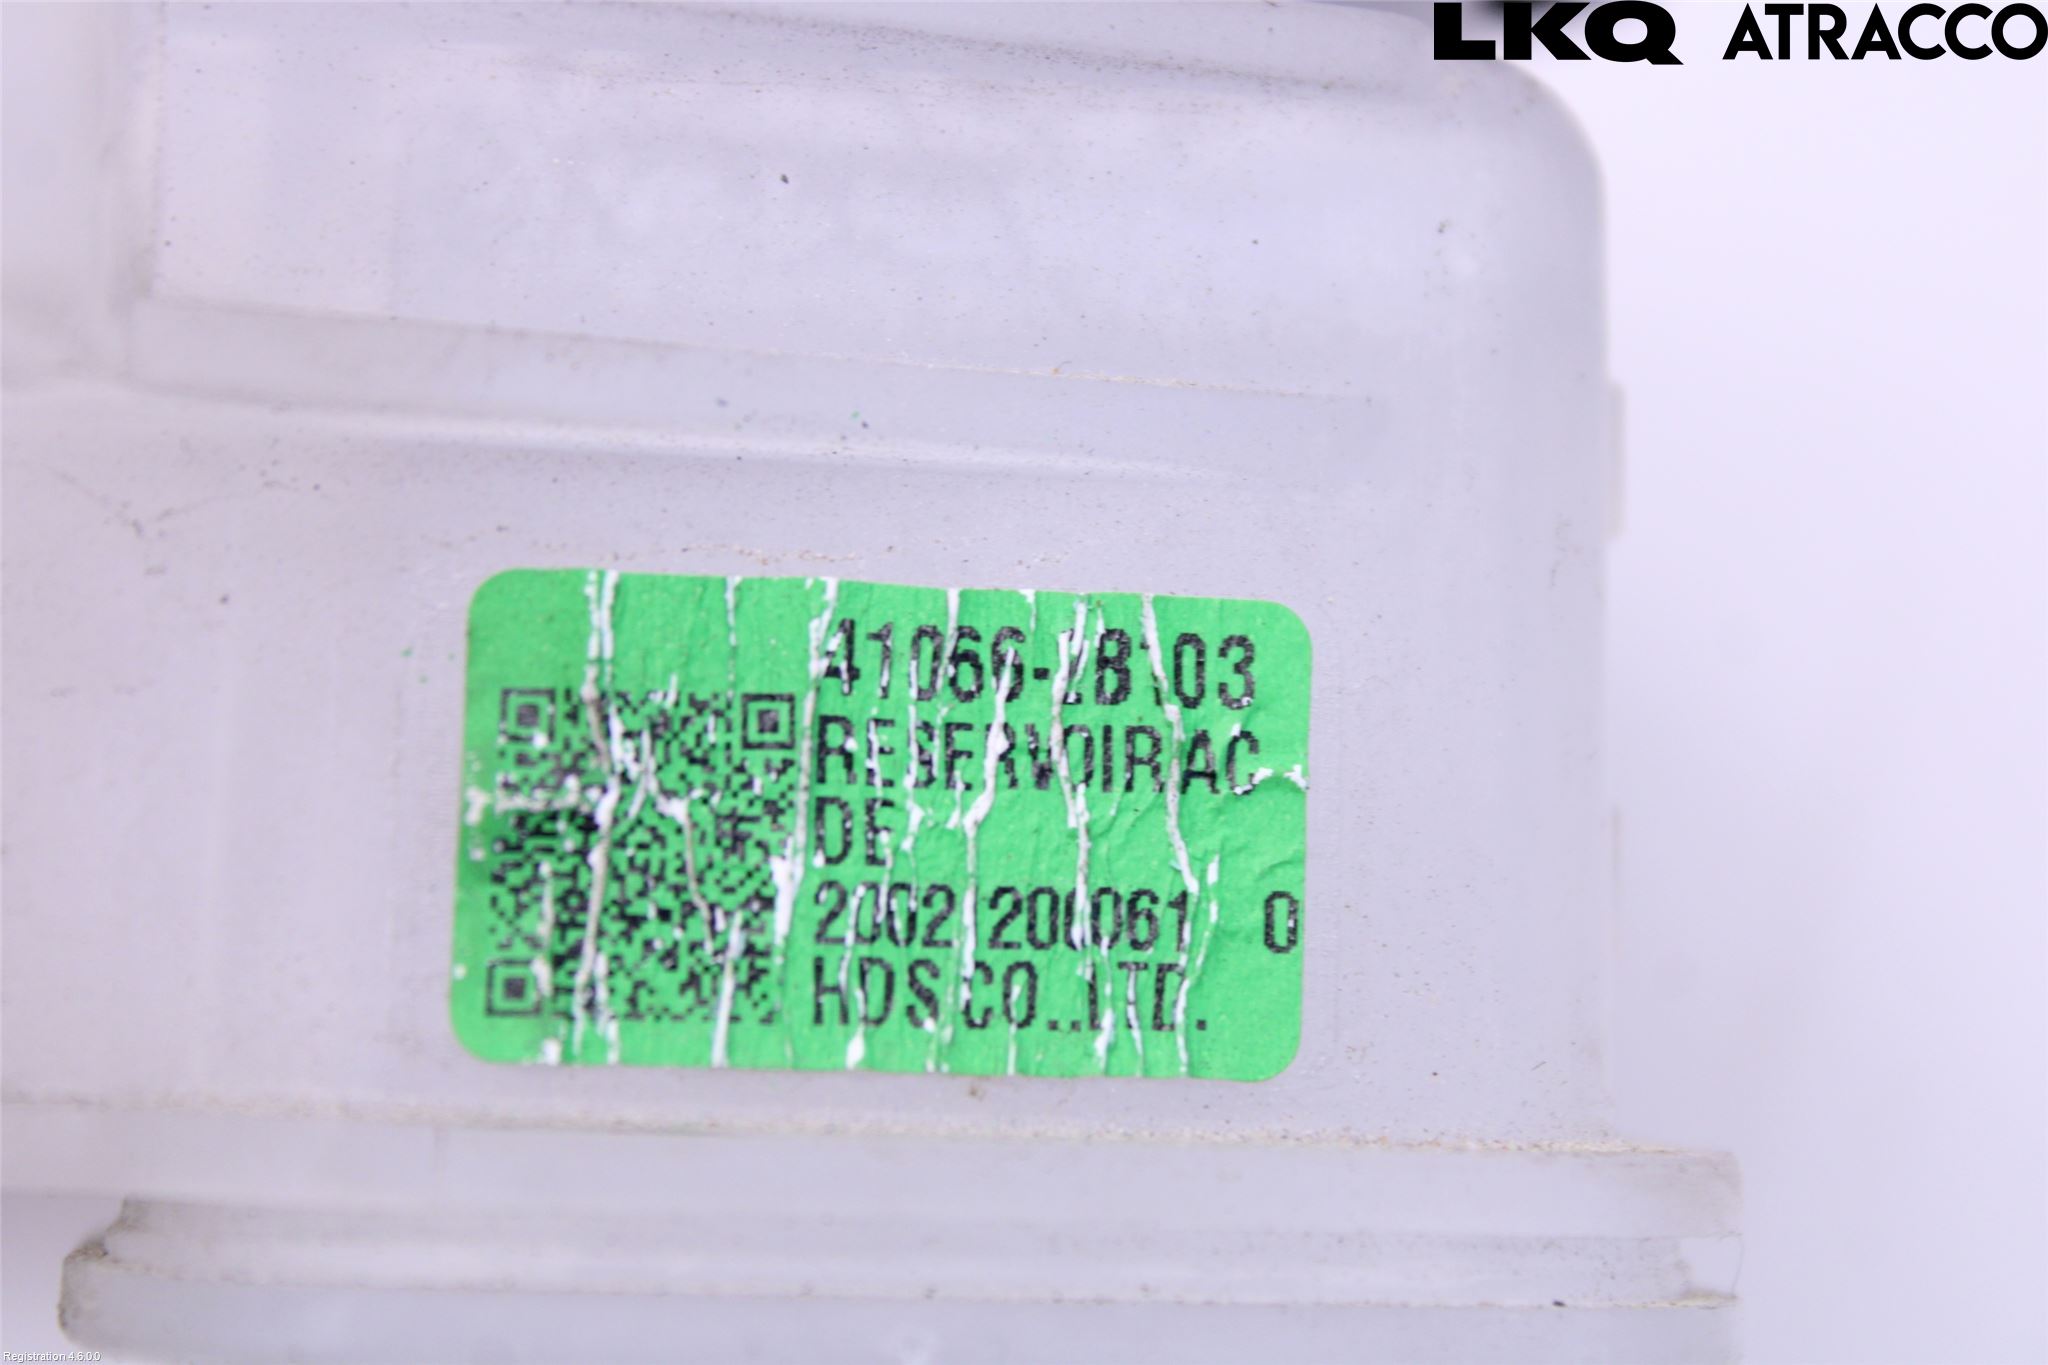 LKQ ATRACCO
41066-2B103
RESERVOIR AC
DE
2002 200061 0
HDS CO.,LTD.
Registration 4.6.0.0